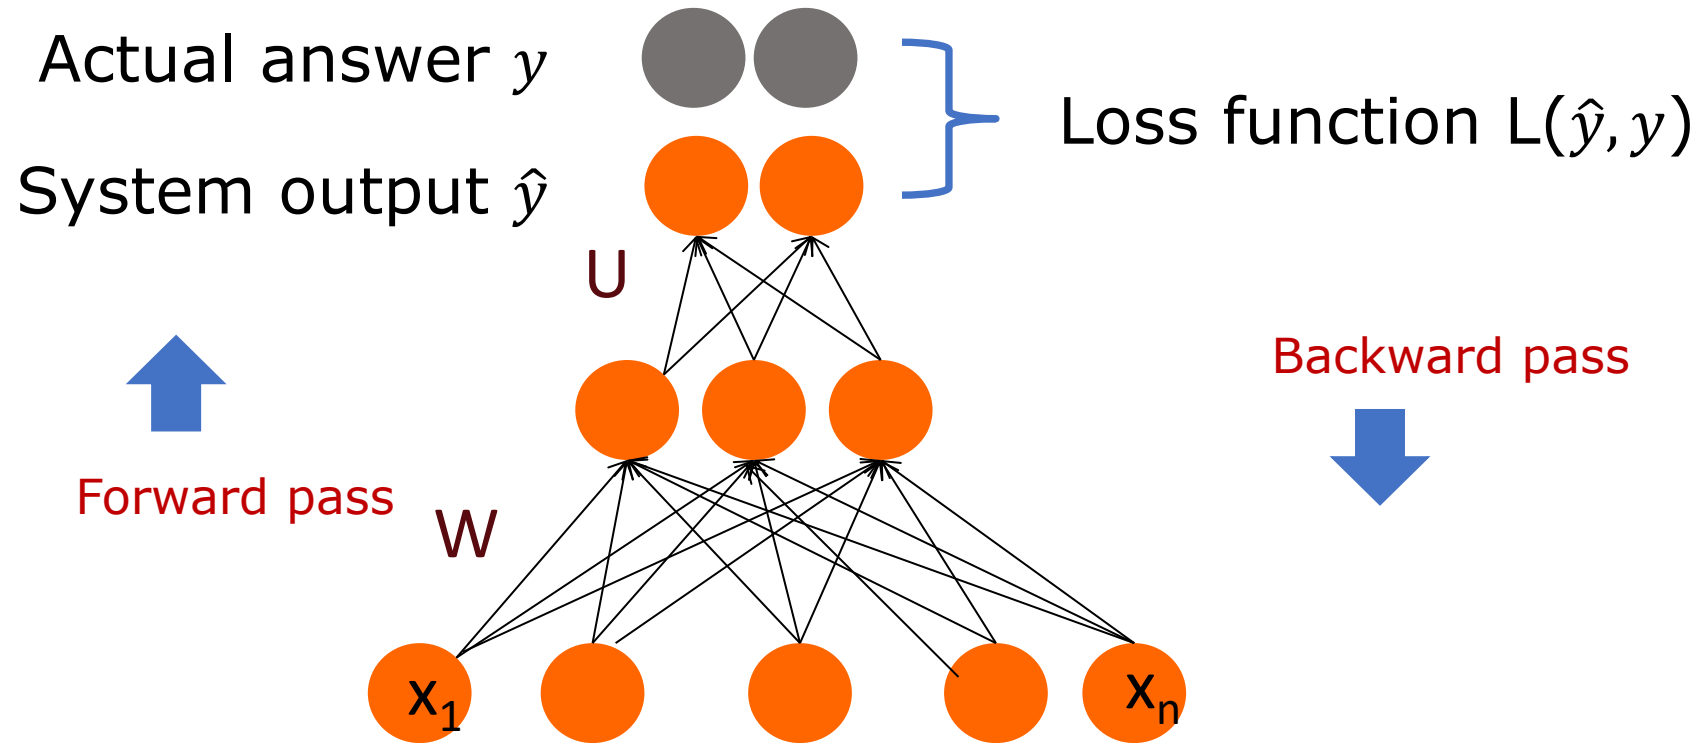 Actual answer y
Loss function L(ŷ, y)
System output ŷ
U
Backward pass
Forward pass
W
x₁
xₙ